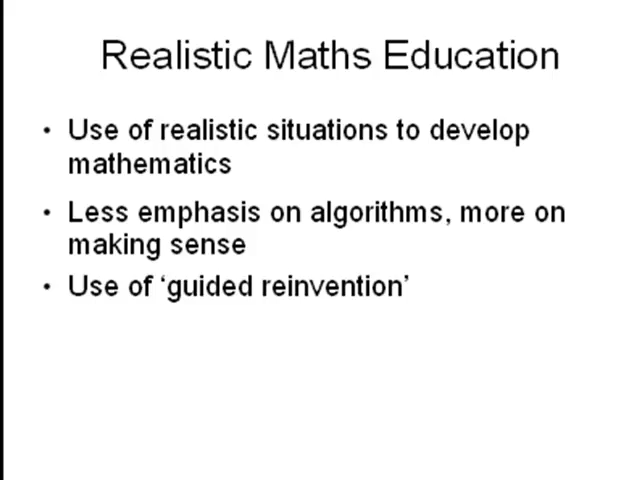 Realistic Maths Education
• Use of realistic situations to develop
mathematics
• Less emphasis on algorithms, more on
making sense
• Use of ‘guided reinvention’